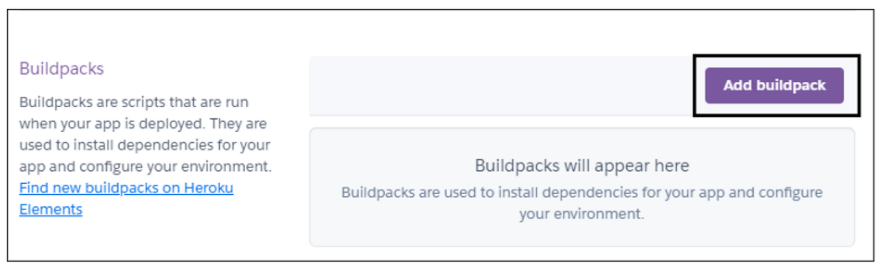 Buildpacks
Buildpacks are scripts that are run
when your app is deployed. They are
used to install dependencies for your
app and configure your environment.
Find new buildpacks on Heroku
Elements
Add buildpack
Buildpacks will appear here
Buildpacks are used to install dependencies for your app and configure
your environment.